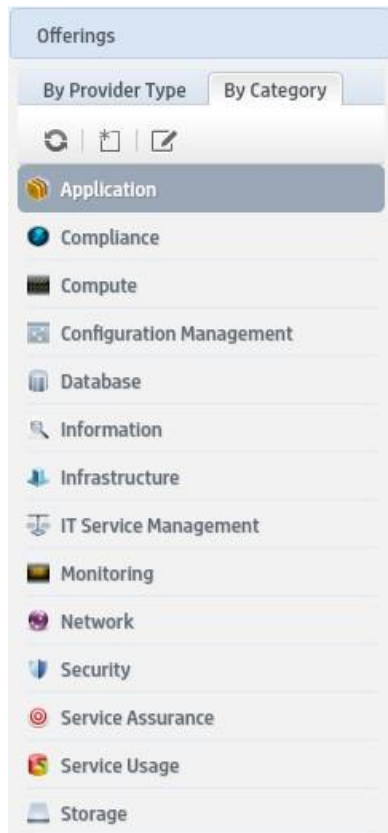 Offerings
By Provider Type By Category
Application
Compliance
Compute
Configuration Management
Database
Information
Infrastructure
IT Service Management
Monitoring
Network
Security
Service Assurance
Service Usage
Storage